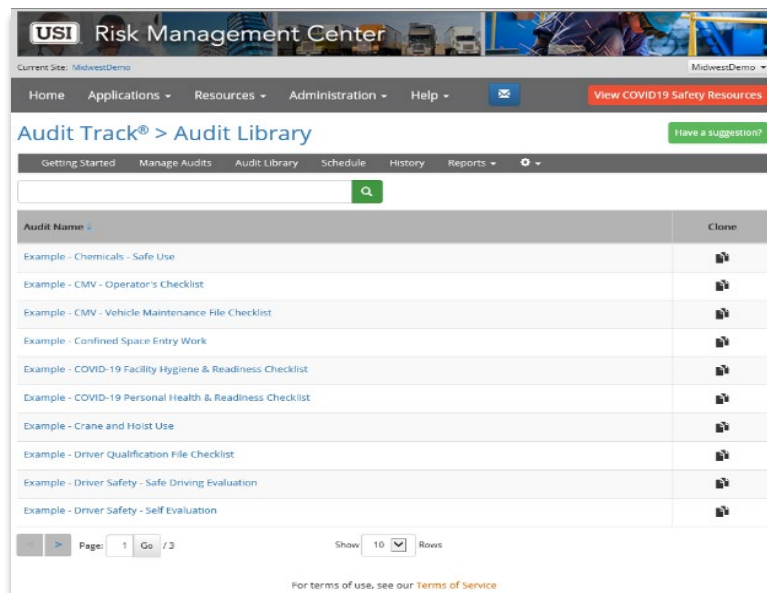 USI Risk Management Center
Current Site: MidwestDemo MidwestDemo
Home Applications Resources Administration Help View COVID19 Safety Resources
Audit Track® > Audit Library Have a suggestion?
Getting Started Manage Audits Audit Library Schedule History Reports
Audit Name Clone
Example - Chemicals - Safe Use
Example - CMV - Operator's Checklist
Example - CMV - Vehicle Maintenance File Checklist
Example - Confined Space Entry Work
Example - COVID-19 Facility Hygiene & Readiness Checklist
Example - COVID-19 Personal Health & Readiness Checklist
Example - Crane and Hoist Use
Example - Driver Qualification File Checklist
Example - Driver Safety - Safe Driving Evaluation
Example - Driver Safety - Self Evaluation
< > Page: 1 Go / 3 Show 10 Rows
For terms of use, see our Terms of Service